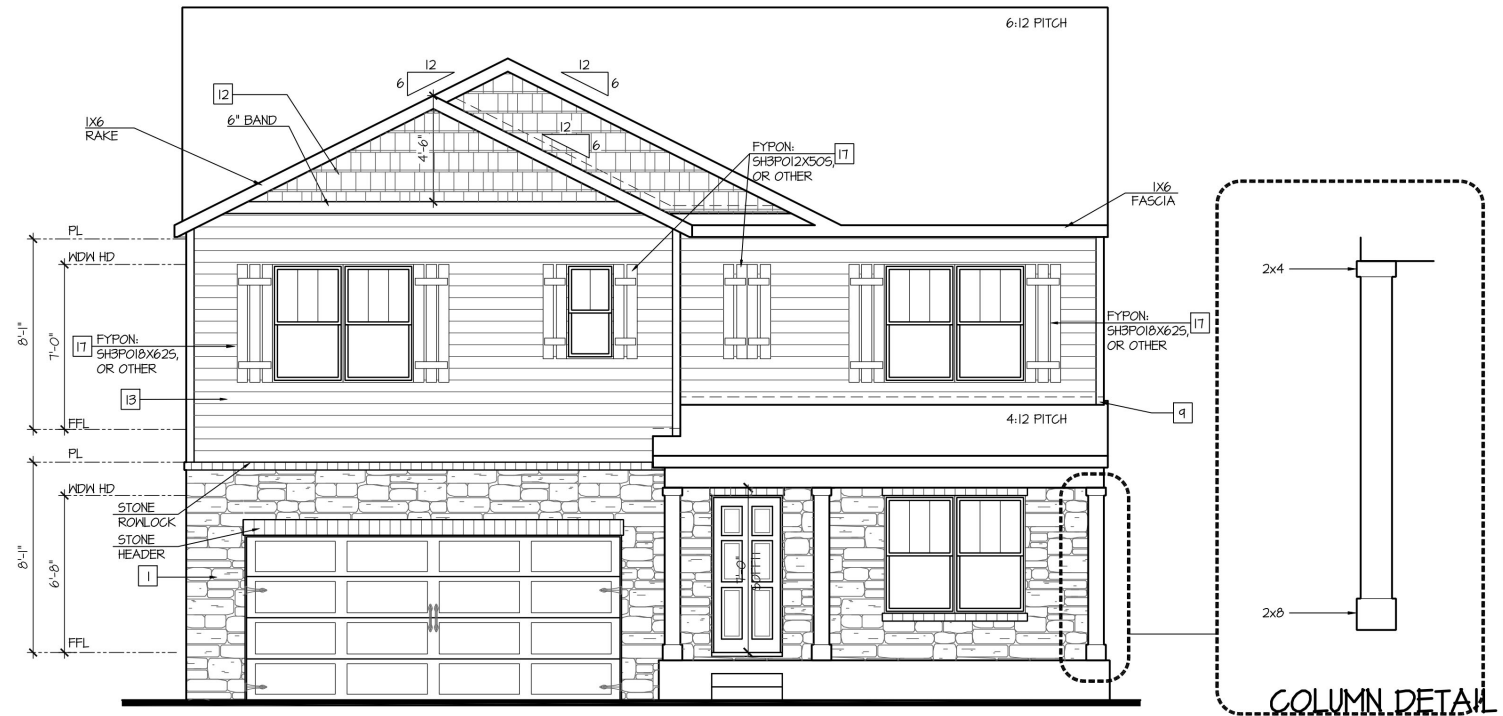 6:12 PITCH
12
6
12
6
12
6" BAND
1X6
RAKE
12
6
4'-6"
FYPON:
SH3PO12X50S,
OR OTHER
17
1X6
FASCIA
PL
WDW HD
2x4
8'-1"
7'-0"
17
FYPON:
SH3PO18X62S,
OR OTHER
FYPON:
SH3PO18X62S,
OR OTHER
17
13
9
4:12 PITCH
FFL
PL
WDW HD
STONE
ROWLOCK
STONE
HEADER
1
8'-1"
6'-8"
7'-0"
2x8
FFL
COLUMN DETAIL